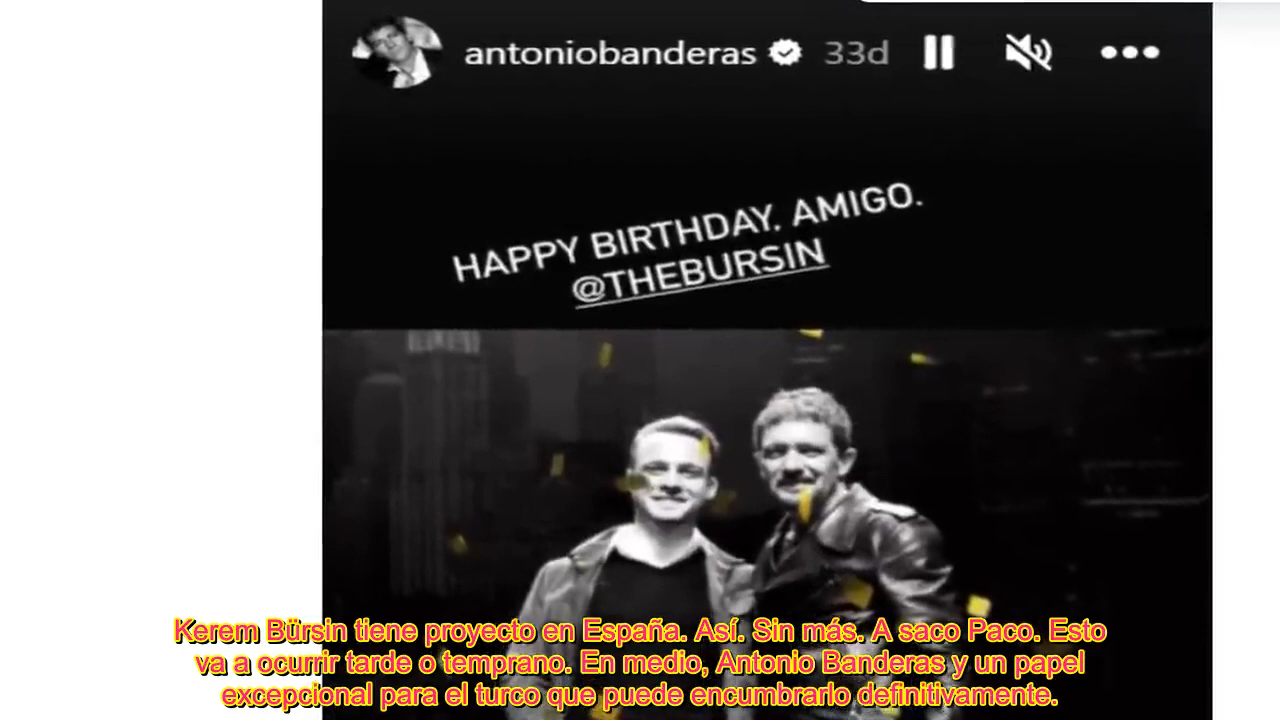 antoniobanderas 33d
HAPPY BIRTHDAY. AMIGO.
@THEBURSIN
Kerem Bürsin tiene proyecto en España. Así. Sin más. A saco Paco. Esto
va a ocurrir tarde o temprano. En medio, Antonio Banderas y un papel
excepcional para el turco que puede encumbrarlo definitivamente.